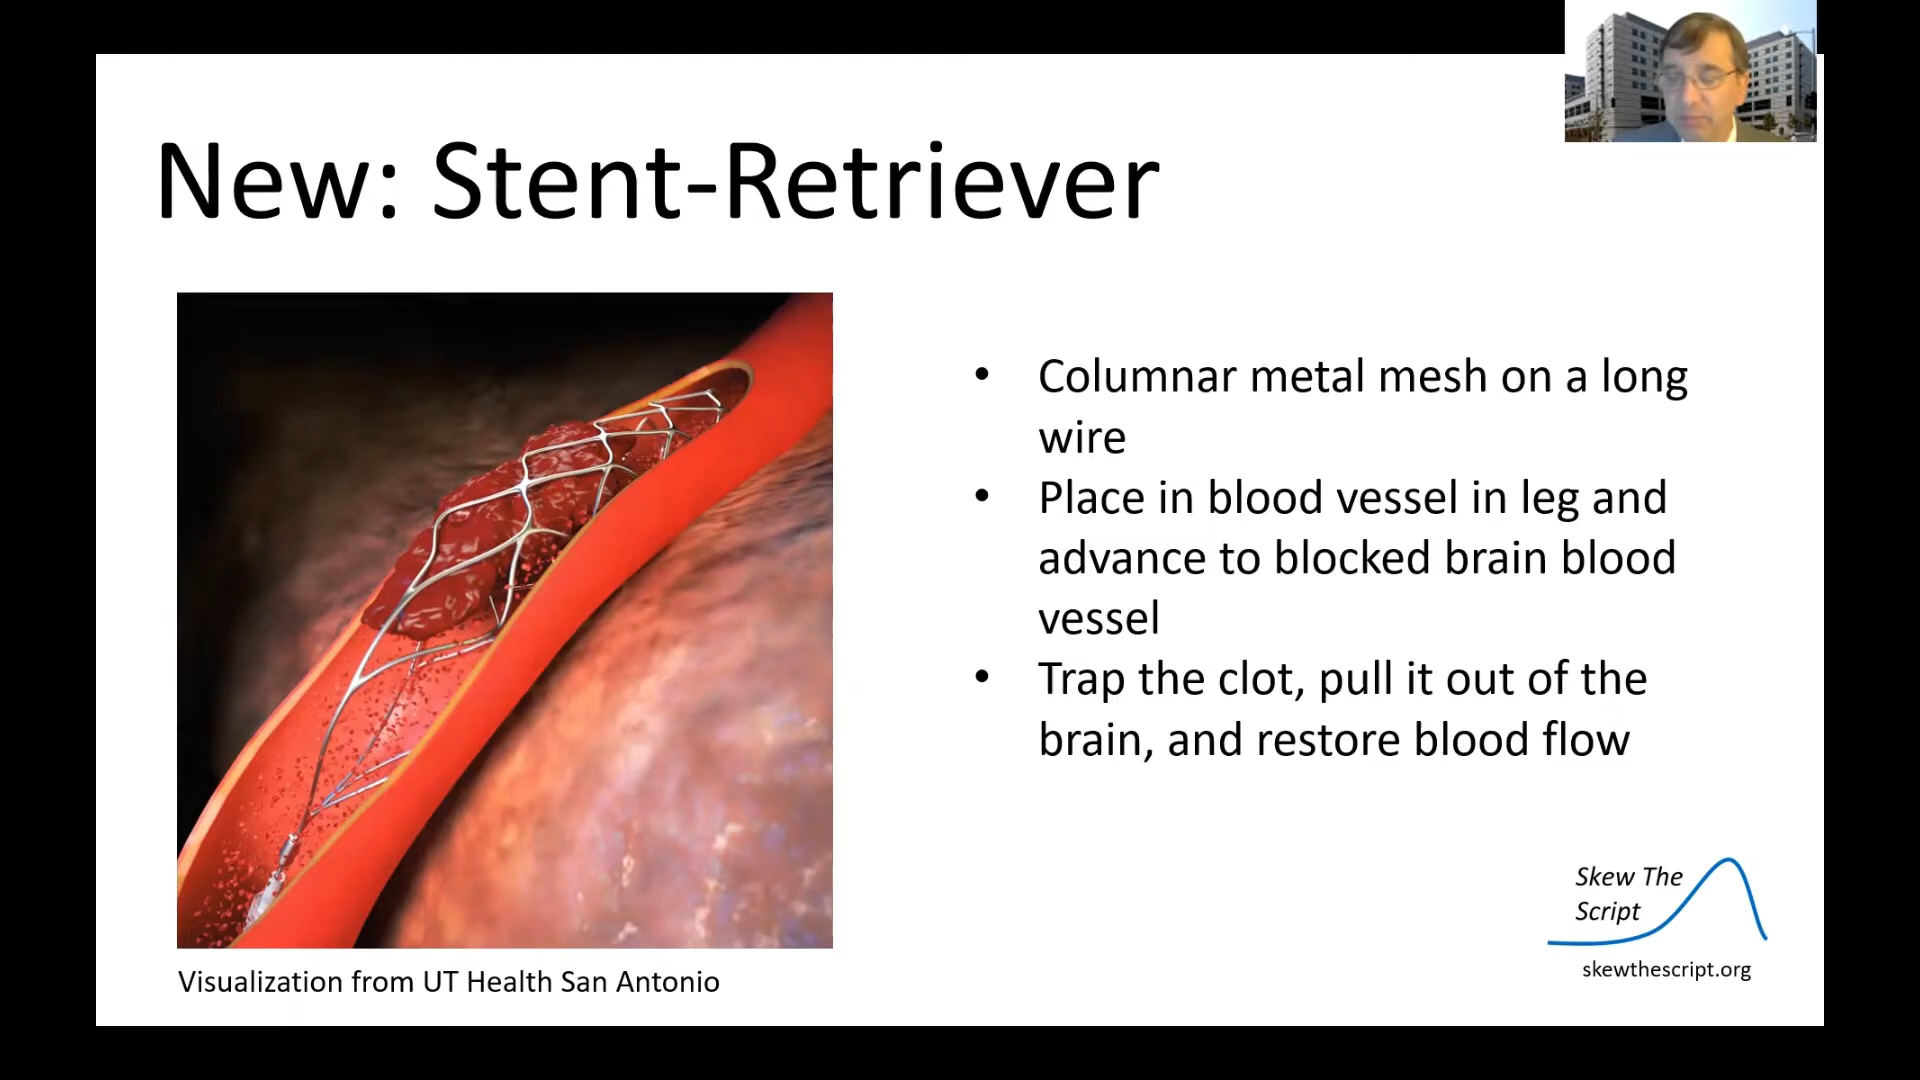 New: Stent-Retriever
• Columnar metal mesh on a long
wire
• Place in blood vessel in leg and
advance to blocked brain blood
vessel
• Trap the clot, pull it out of the
brain, and restore blood flow
Visualization from UT Health San Antonio
Skew The
Script
skewthescript.org